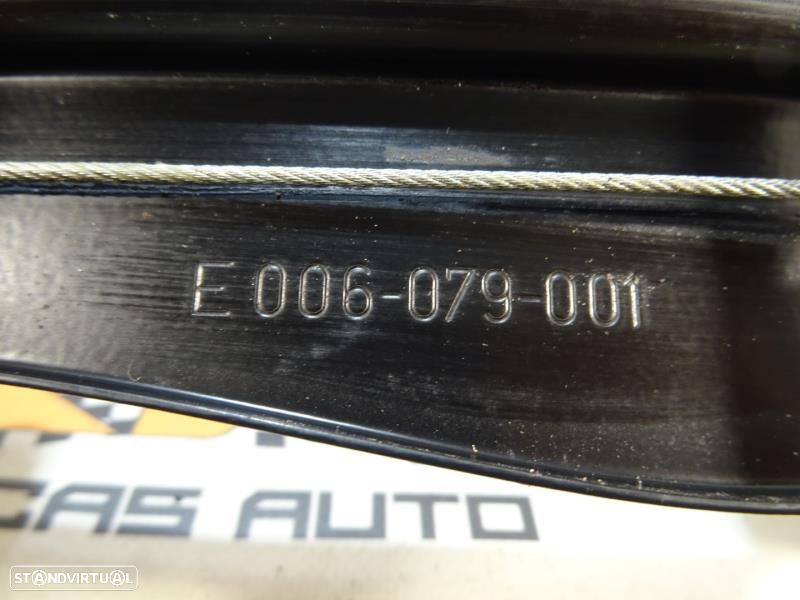 E 006-079-001
CAS AUTO
STANDVIRTUAL